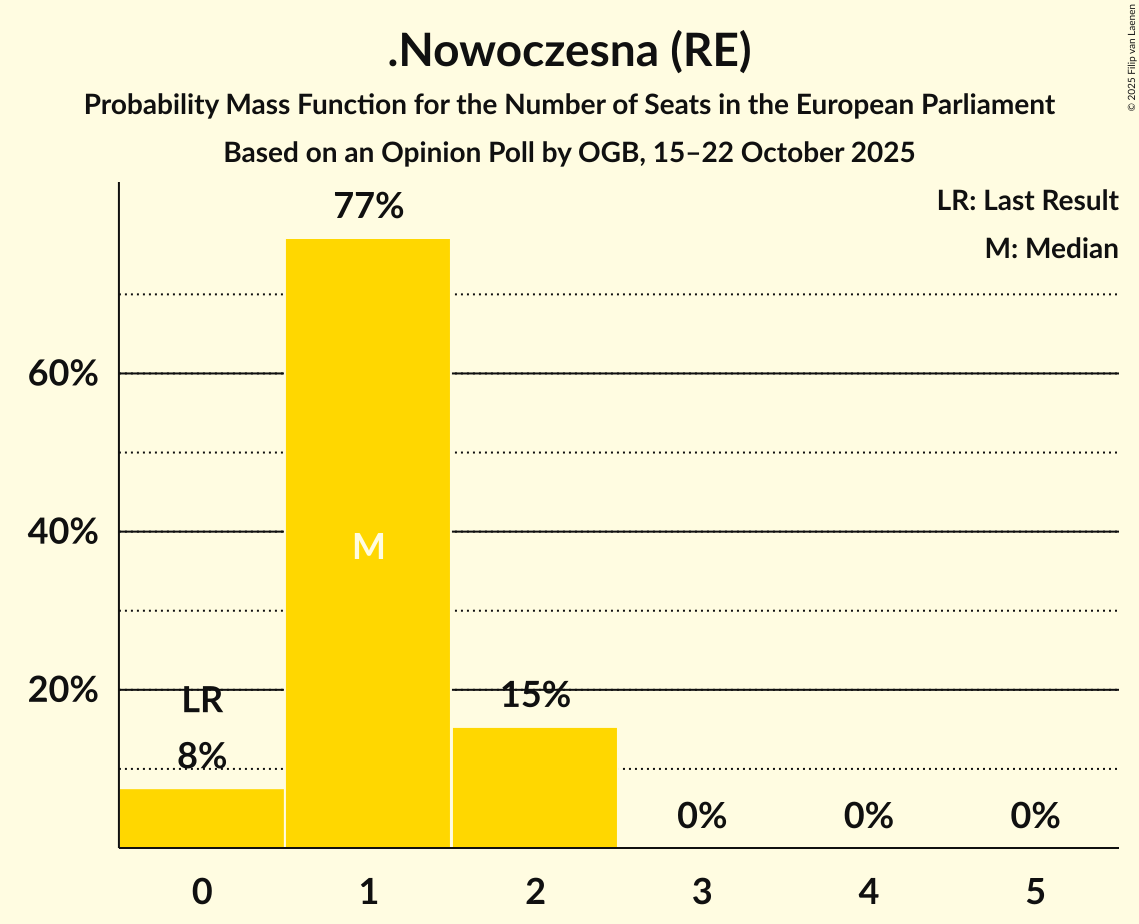 .Nowoczesna (RE)
Probability Mass Function for the Number of Seats in the European Parliament
Based on an Opinion Poll by OGB, 15–22 October 2025
© 2025 Filip van Laenen
LR: Last Result
M: Median
77%
60%
40%
20%
M
LR
8%
15%
0%
0%
0%
0
1
2
3
4
5